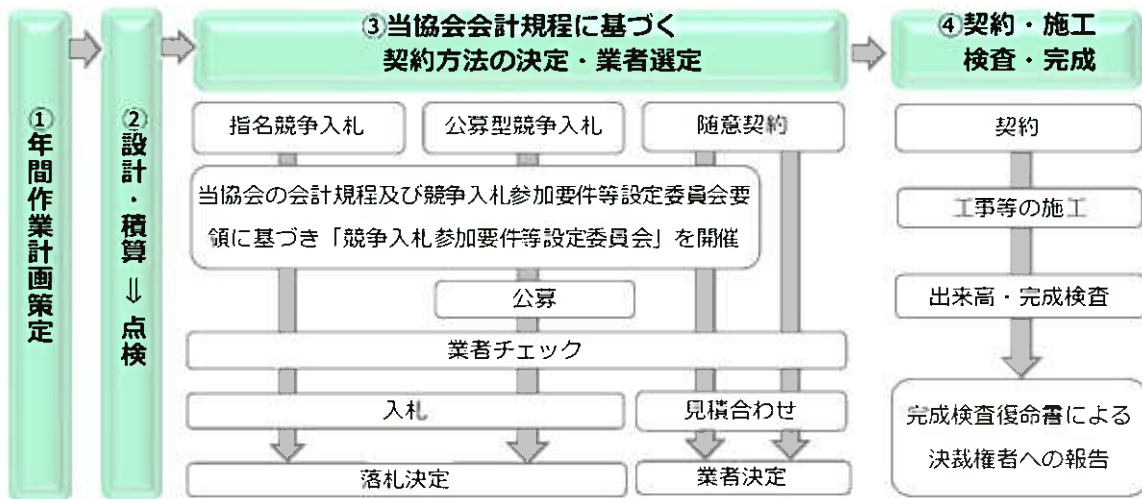 ①年間作業計画策定
②設計・積算⇓点検
③当協会会計規程に基づく
契約方法の決定・業者選定
指名競争入札
公募型競争入札
随意契約
当協会の会計規程及び競争入札参加要件等設定委員会要
領に基づき「競争入札参加要件等設定委員会」を開催
公募
業者チェック
入札
見積合わせ
落札決定
業者決定
④契約・施工
検査・完成
契約
工事等の施工
出来高・完成検査
完成検査復命書による
決裁権者への報告